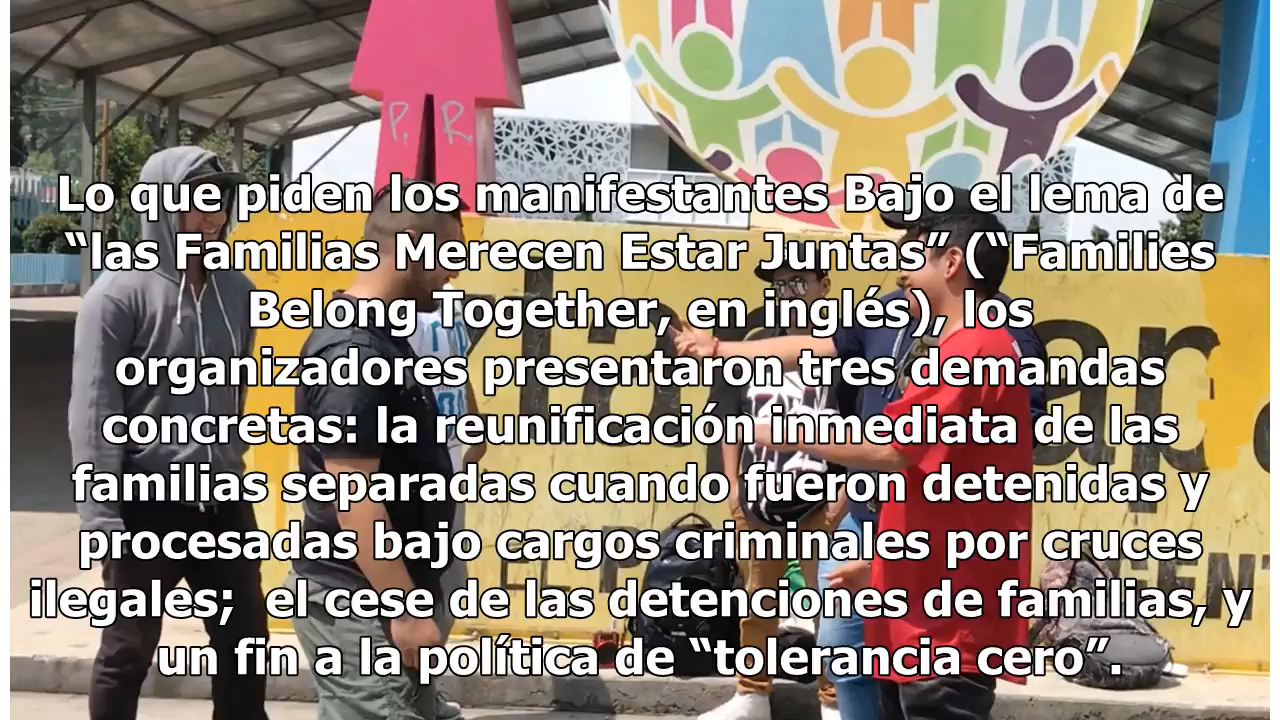 P. R.
Lo que piden los manifestantes Bajo el lema de
“las Familias Merecen Estar Juntas” (“Families
Belong Together, en inglés), los
organizadores presentaron tres demandas
concretas: la reunificación inmediata de las
familias separadas cuando fueron detenidas y
procesadas bajo cargos criminales por cruces
ilegales;  el cese de las detenciones de familias, y
un fin a la política de “tolerancia cero”.